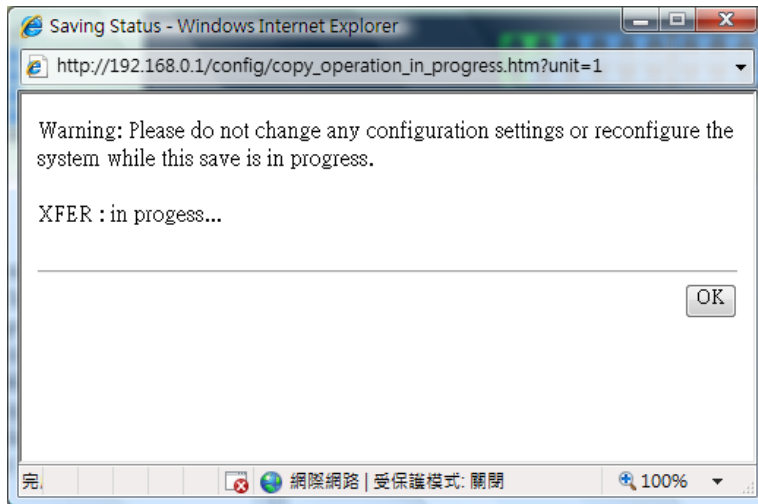 Saving Status - Windows Internet Explorer
http://192.168.0.1/config/copy_operation_in_progress.htm?unit=1
Warning: Please do not change any configuration settings or reconfigure the
system while this save is in progress.
XFER : in progess...
OK
完. 網際網路 | 受保護模式: 關閉 100%